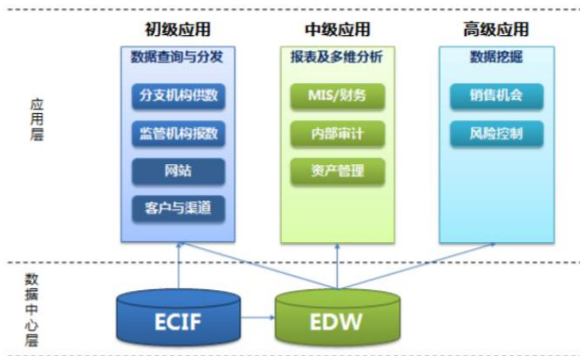 初级应用
中级应用
高级应用
应用层
数据查询与分发
分支机构供数
监管机构报数
网站
客户与渠道
报表及多维分析
MIS/财务
内部审计
资产管理
数据挖掘
销售机会
风险控制
数据中心层
ECIF
EDW